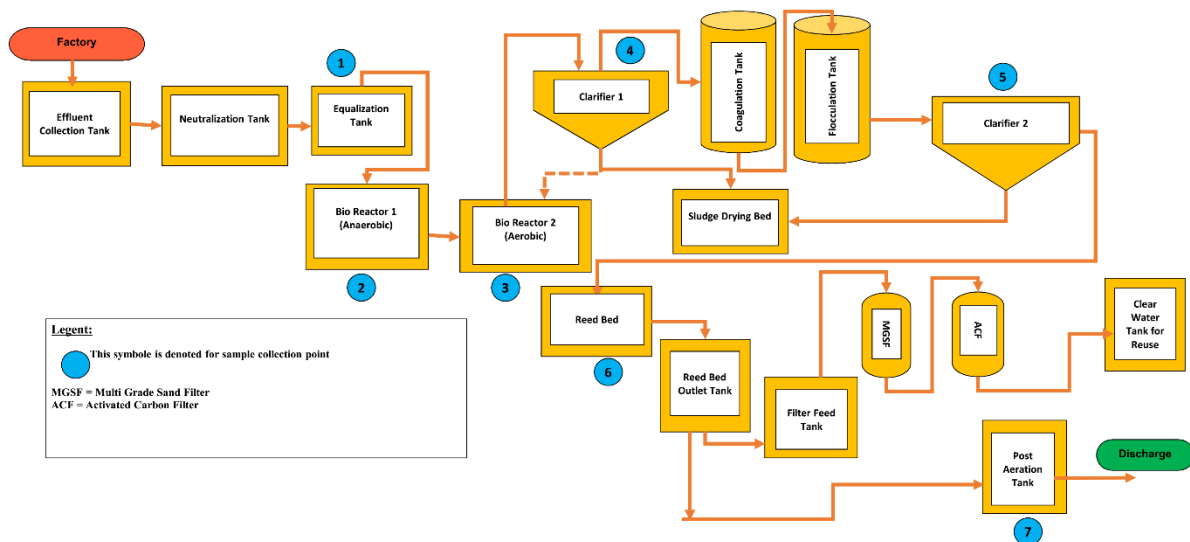 Factory
Effluent
Collection Tank
Neutralization Tank
1
Equalization
Tank
Bio Reactor 1
(Anaerobic)
2
Bio Reactor 2
(Aerobic)
3
4
Clarifier 1
Coagulation Tank
Flocculation Tank
5
Clarifier 2
Sludge Drying Bed
Reed Bed
6
Reed Bed
Outlet Tank
Filter Feed
Tank
MGSF
ACF
Clear
Water
Tank for
Reuse
Post
Aeration
Tank
7
Discharge
Legent:
This symbole is denoted for sample collection point
MGSF = Multi Grade Sand Filter
ACF = Activated Carbon Filter